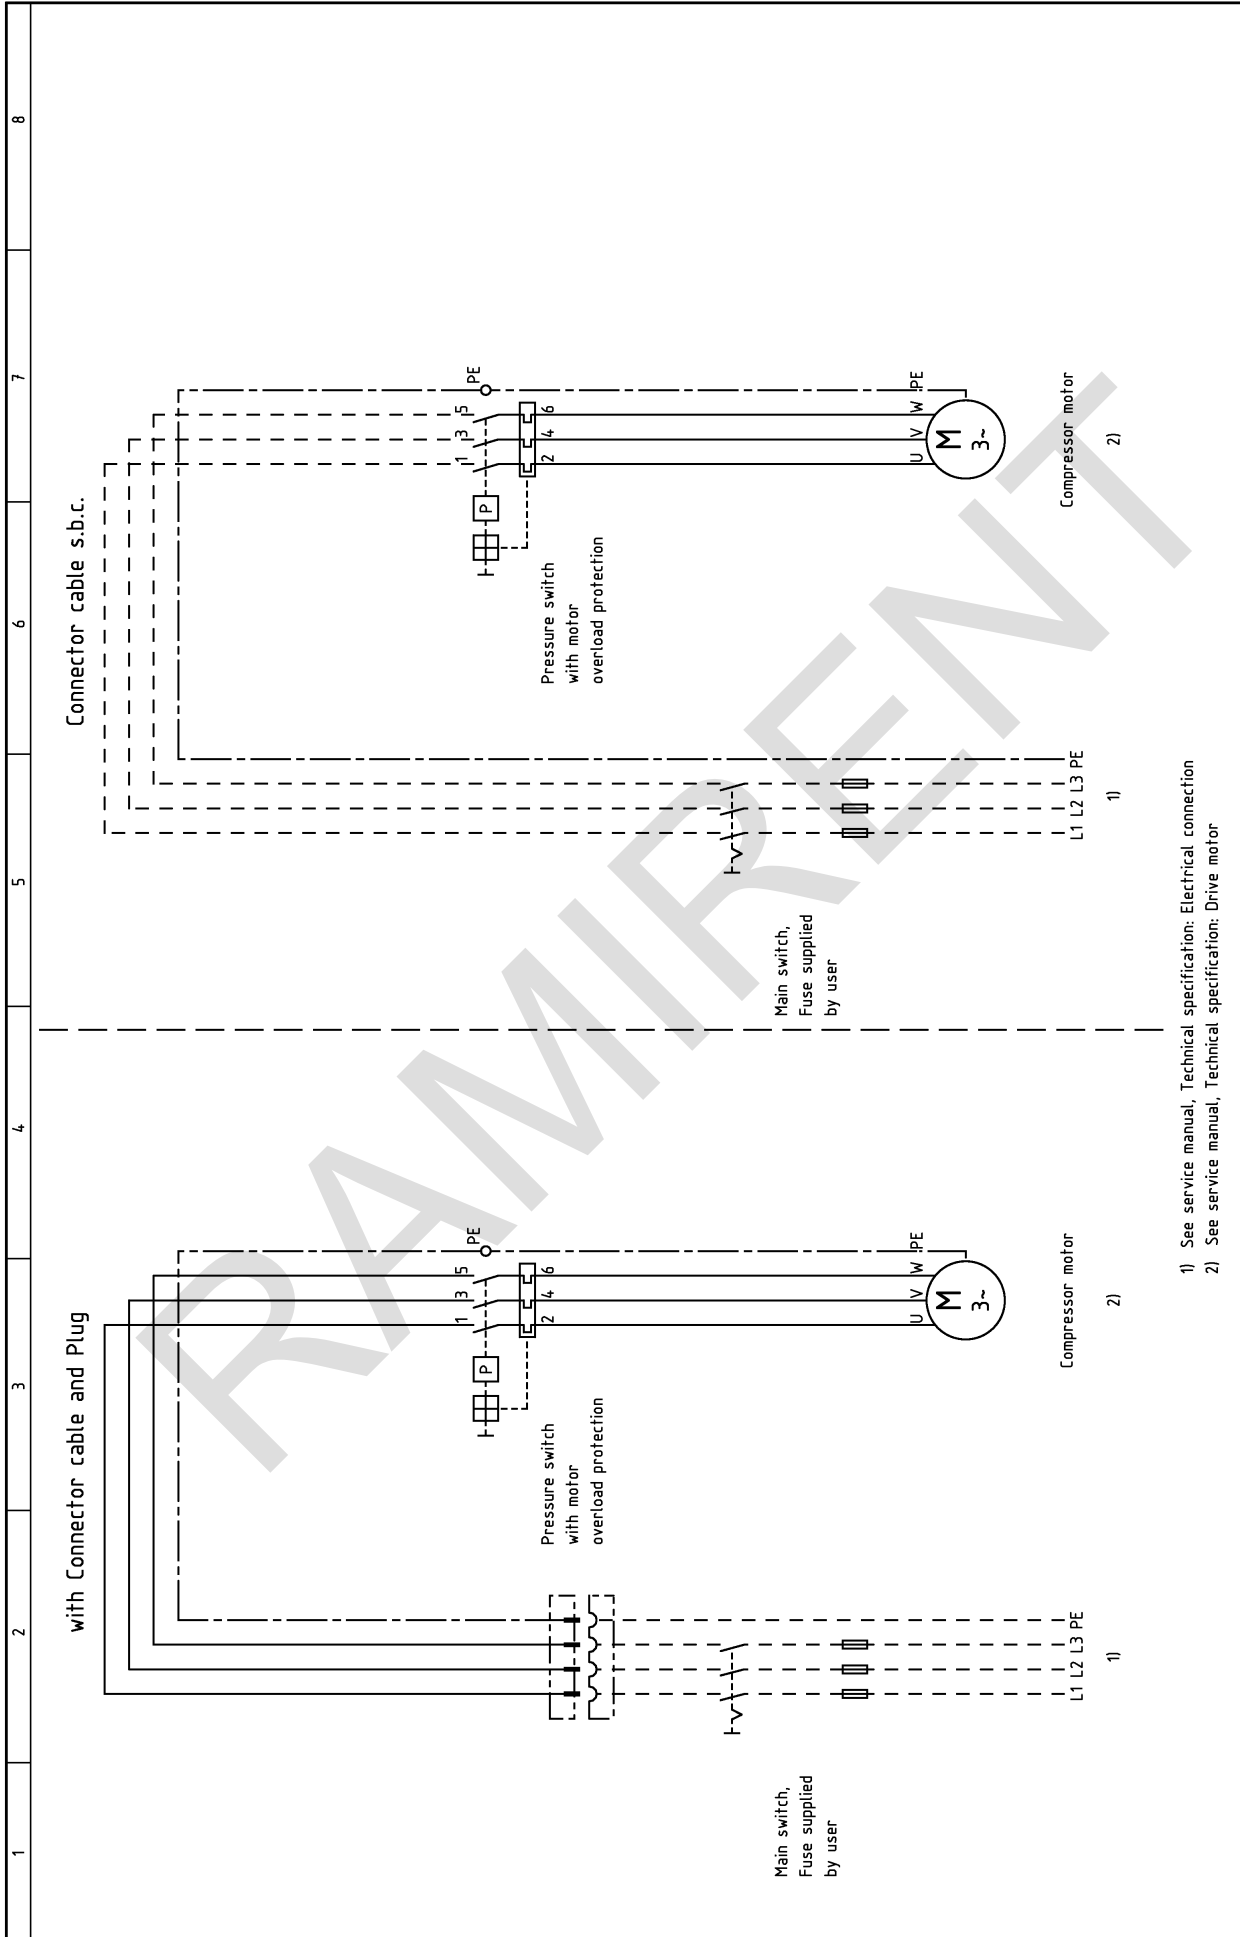 1
2
3
4
5
6
7
8
with Connector cable and Plug
Connector cable s.b.c.
1 3 5 PE
P
2 4 6
Pressure switch
with motor
overload protection
Main switch,
Fuse supplied
by user
U V W PE
M
3~
L1 L2 L3 PE
Compressor motor
1)
2)
1 3 5 PE
P
2 4 6
Pressure switch
with motor
overload protection
Main switch,
Fuse supplied
by user
U V W PE
M
3~
L1 L2 L3 PE
Compressor motor
1)
2)
1) See service manual, Technical specification: Electrical connection
2) See service manual, Technical specification: Drive motor
RAMIRENT